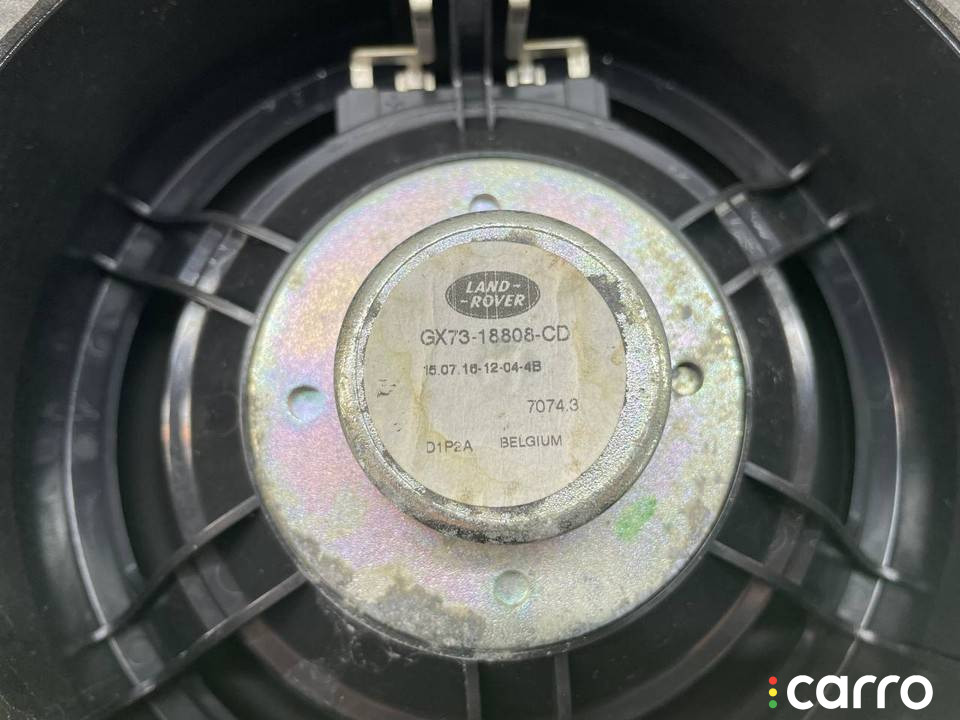 LAND-
-ROVER
GX73-18808-CD
15.07.16-12-04-4B
7074.3
D1P2A BELGIUM
carro